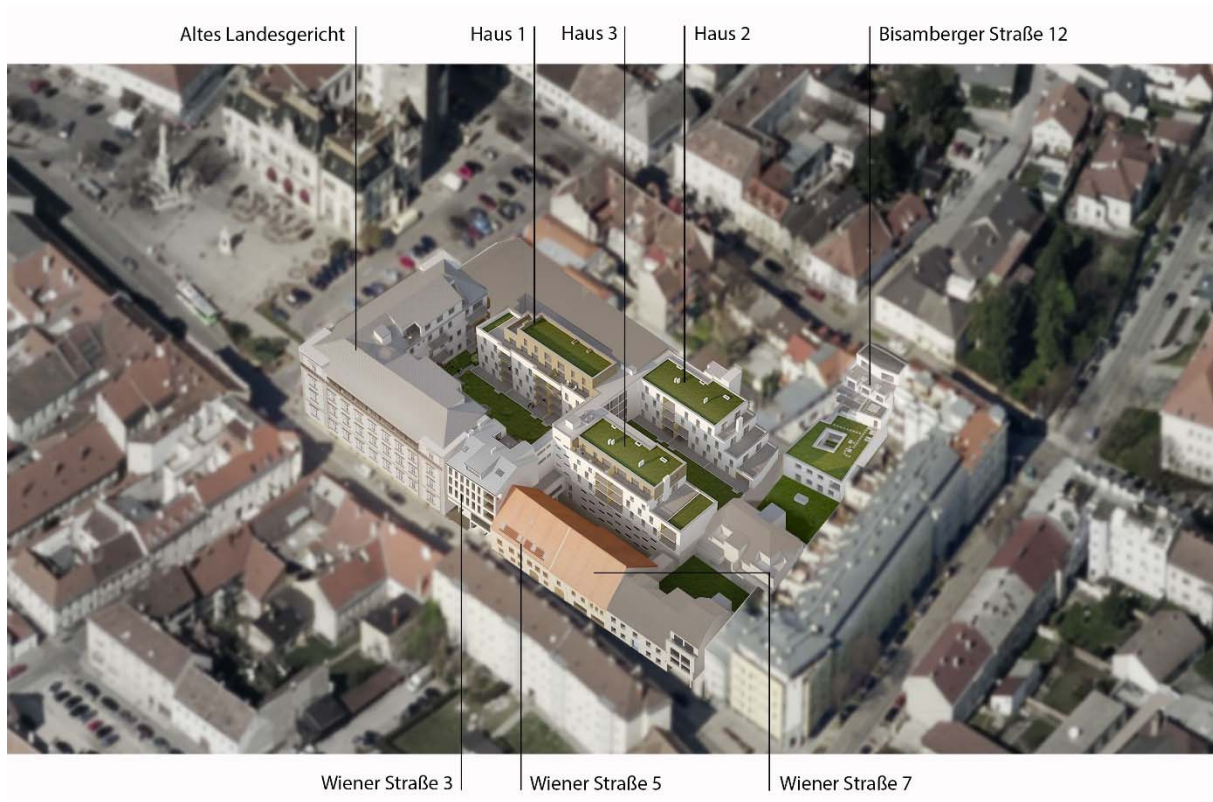 Altes Landesgericht
Haus 1
Haus 3
Haus 2
Bisamberger Straße 12
Wiener Straße 3
Wiener Straße 5
Wiener Straße 7